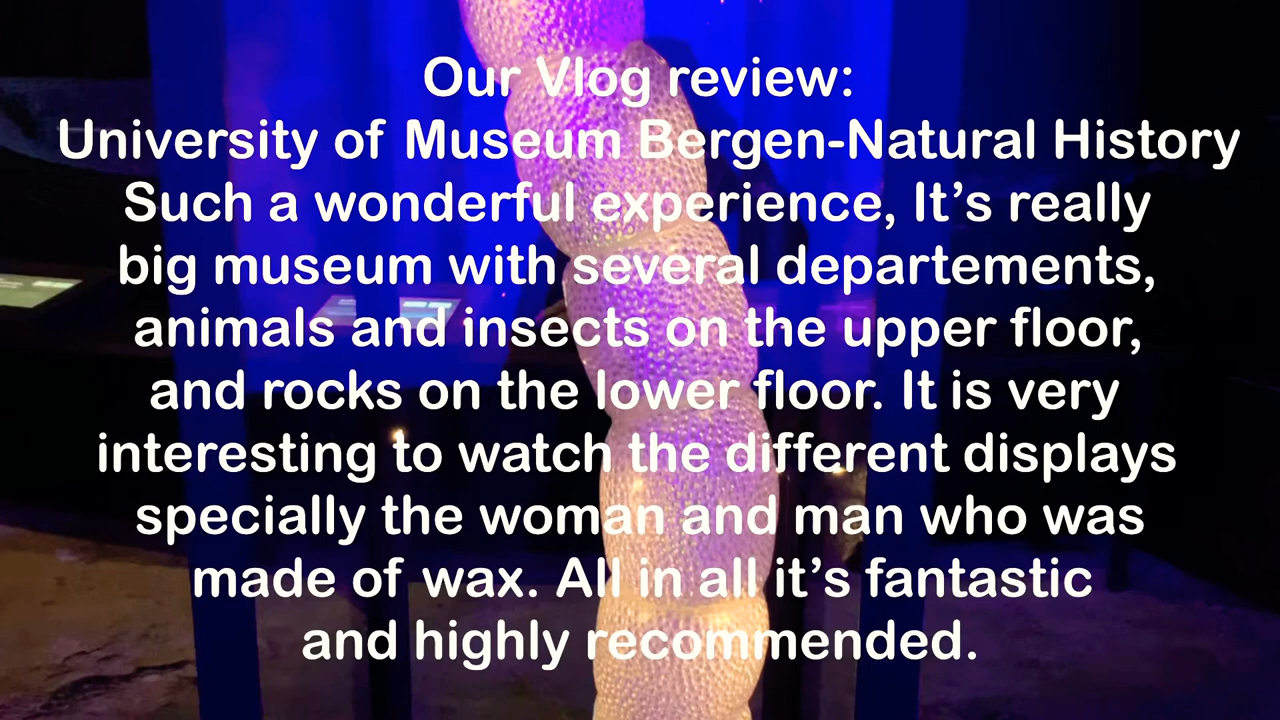 Our Vlog review:
University of Museum Bergen-Natural History
Such a wonderful experience, It’s really
big museum with several departements,
animals and insects on the upper floor,
and rocks on the lower floor. It is very
interesting to watch the different displays
specially the woman and man who was
made of wax. All in all it’s fantastic
and highly recommended.